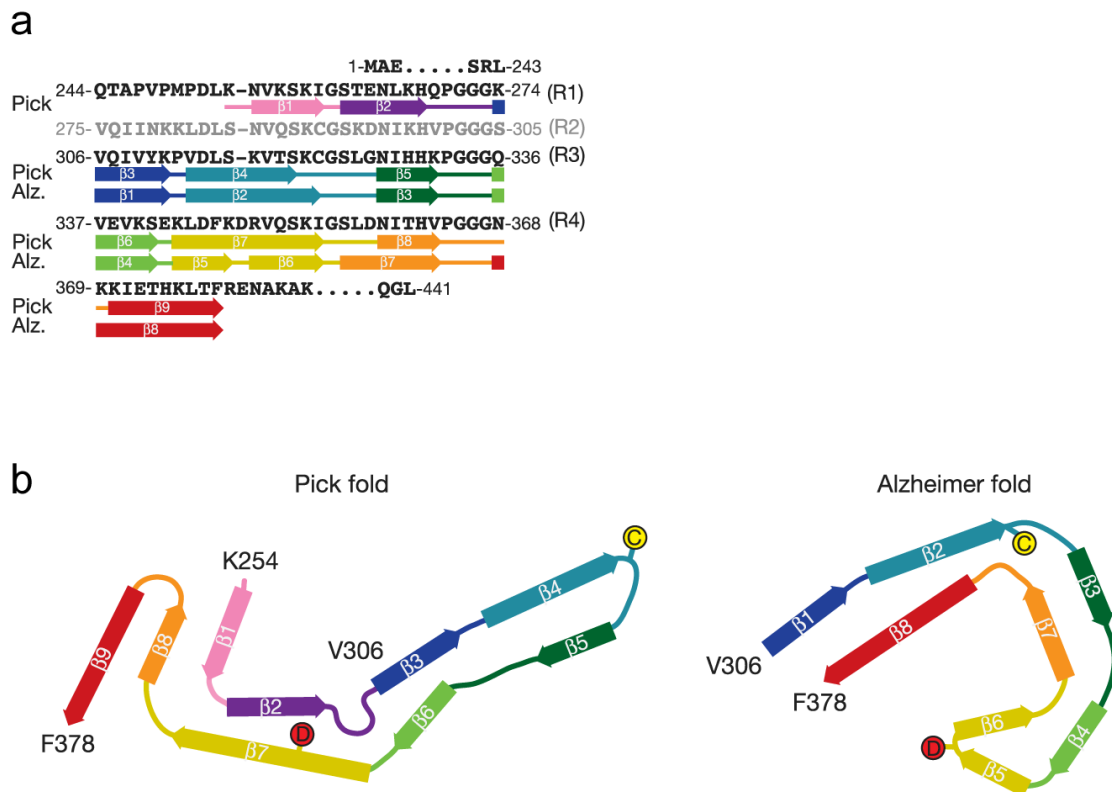 a
1-MAE.....SRL-243
244-QTAPVPMPDLK-NVKSKIGSTENLKHQPGGGK-274 (R1)
Pick β1 β2
275-VQIINKKLDLS-NVQSKCGSKDNIKHVPGGGS-305 (R2)
306-VQIVYKPVDLS-KVTSKCGSLGNIHHKPGGGQ-336 (R3)
Pick β3 β4 β5
Alz. β1 β2 β3
337-VEVKSEKLDFKDRVQSKIGSLDNITHVPGGGN-368 (R4)
Pick β6 β7 β8
Alz. β4 β5 β6 β7
369-KKIETHKLTFRENAKAK.....QGL-441
Pick β9
Alz. β8
b
Pick fold
K254
β1
β2
V306
β3
β4
C
β5
β6
D
β7
β8
β9
F378
Alzheimer fold
V306
β1
β2
C
β3
β4
β5
D
β6
β7
β8
F378